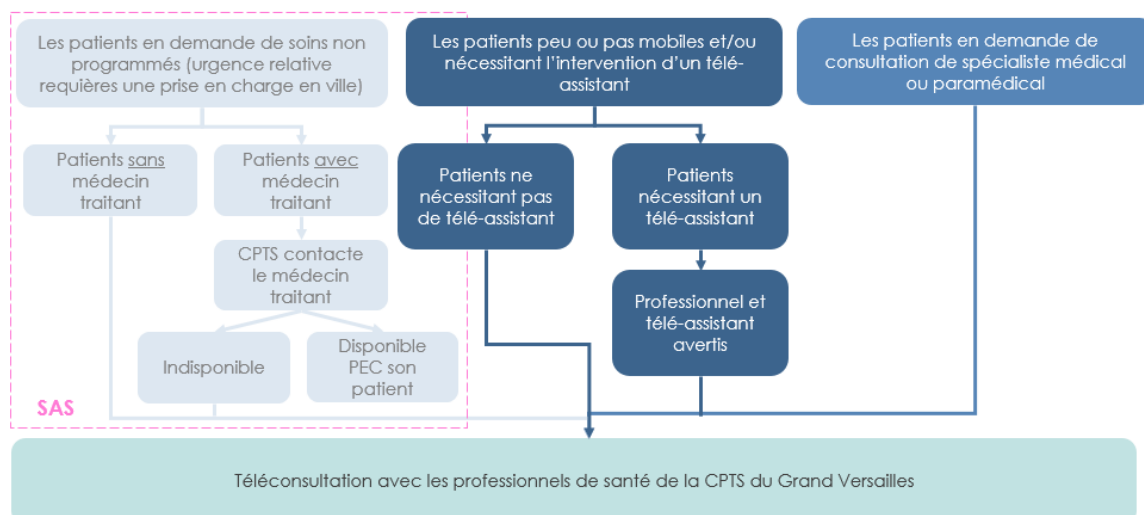 Les patients en demande de soins non
programmés (urgence relative
requières une prise en charge en ville)
Les patients peu ou pas mobiles et/ou
nécessitant l'intervention d'un télé-
assistant
Les patients en demande de
consultation de spécialiste médical
ou paramédical
Patients sans
médecin
traitant
Patients avec
médecin
traitant
Patients ne
nécessitant pas
de télé-assistant
Patients
nécessitant un
télé-assistant
CPTS contacte
le médecin
traitant
Professionnel et
télé-assistant
avertis
Indisponible
Disponible
PEC son
patient
SAS
Téléconsultation avec les professionnels de santé de la CPTS du Grand Versailles